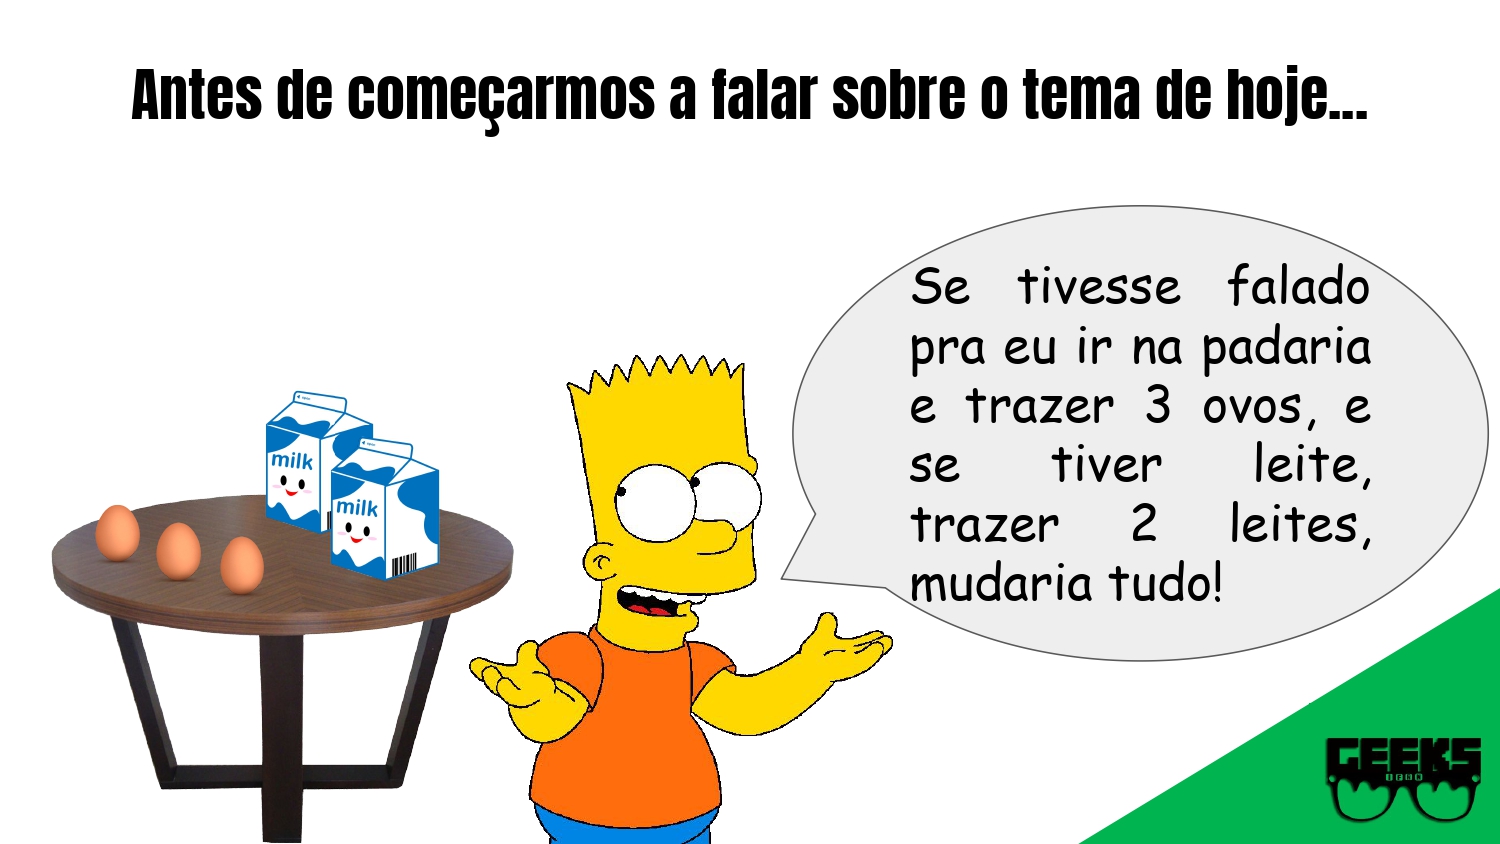 Antes de começarmos a falar sobre o tema de hoje...
Se tivesse falado
pra eu ir na padaria
e trazer 3 ovos, e
se tiver leite,
trazer 2 leites,
mudaria tudo!
milk
milk
GEEKS
IFRN